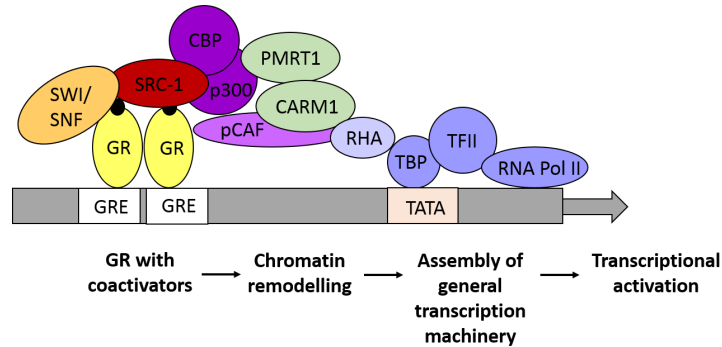 CBP
PMRT1
SRC-1
p300
SWI/
SNF
CARM1
pCAF
RHA
GR
GR
TBP
TFII
RNA Pol II
GRE
GRE
TATA
GR with
coactivators
Chromatin
remodelling
Assembly of
general
transcription
machinery
Transcriptional
activation